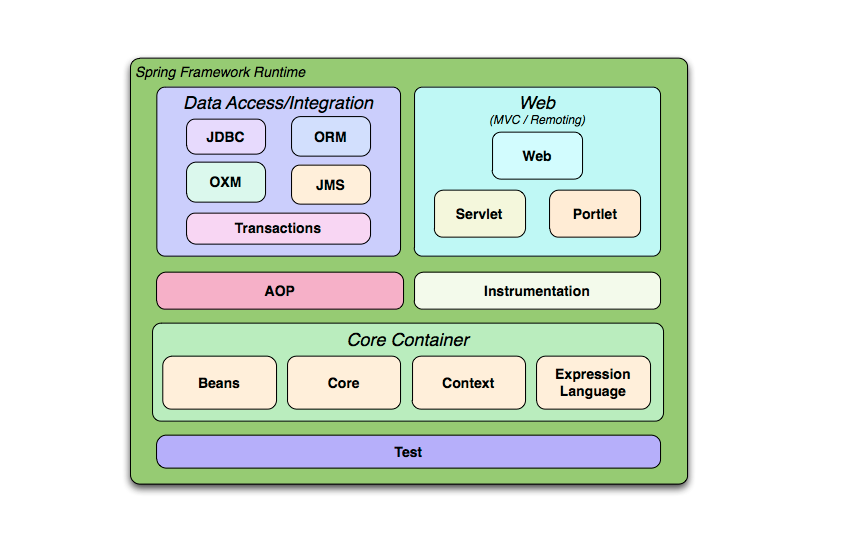 Spring Framework Runtime
Data Access/Integration
JDBC
ORM
OXM
JMS
Transactions
Web
(MVC / Remoting)
Web
Servlet
Portlet
AOP
Instrumentation
Core Container
Beans
Core
Context
Expression
Language
Test